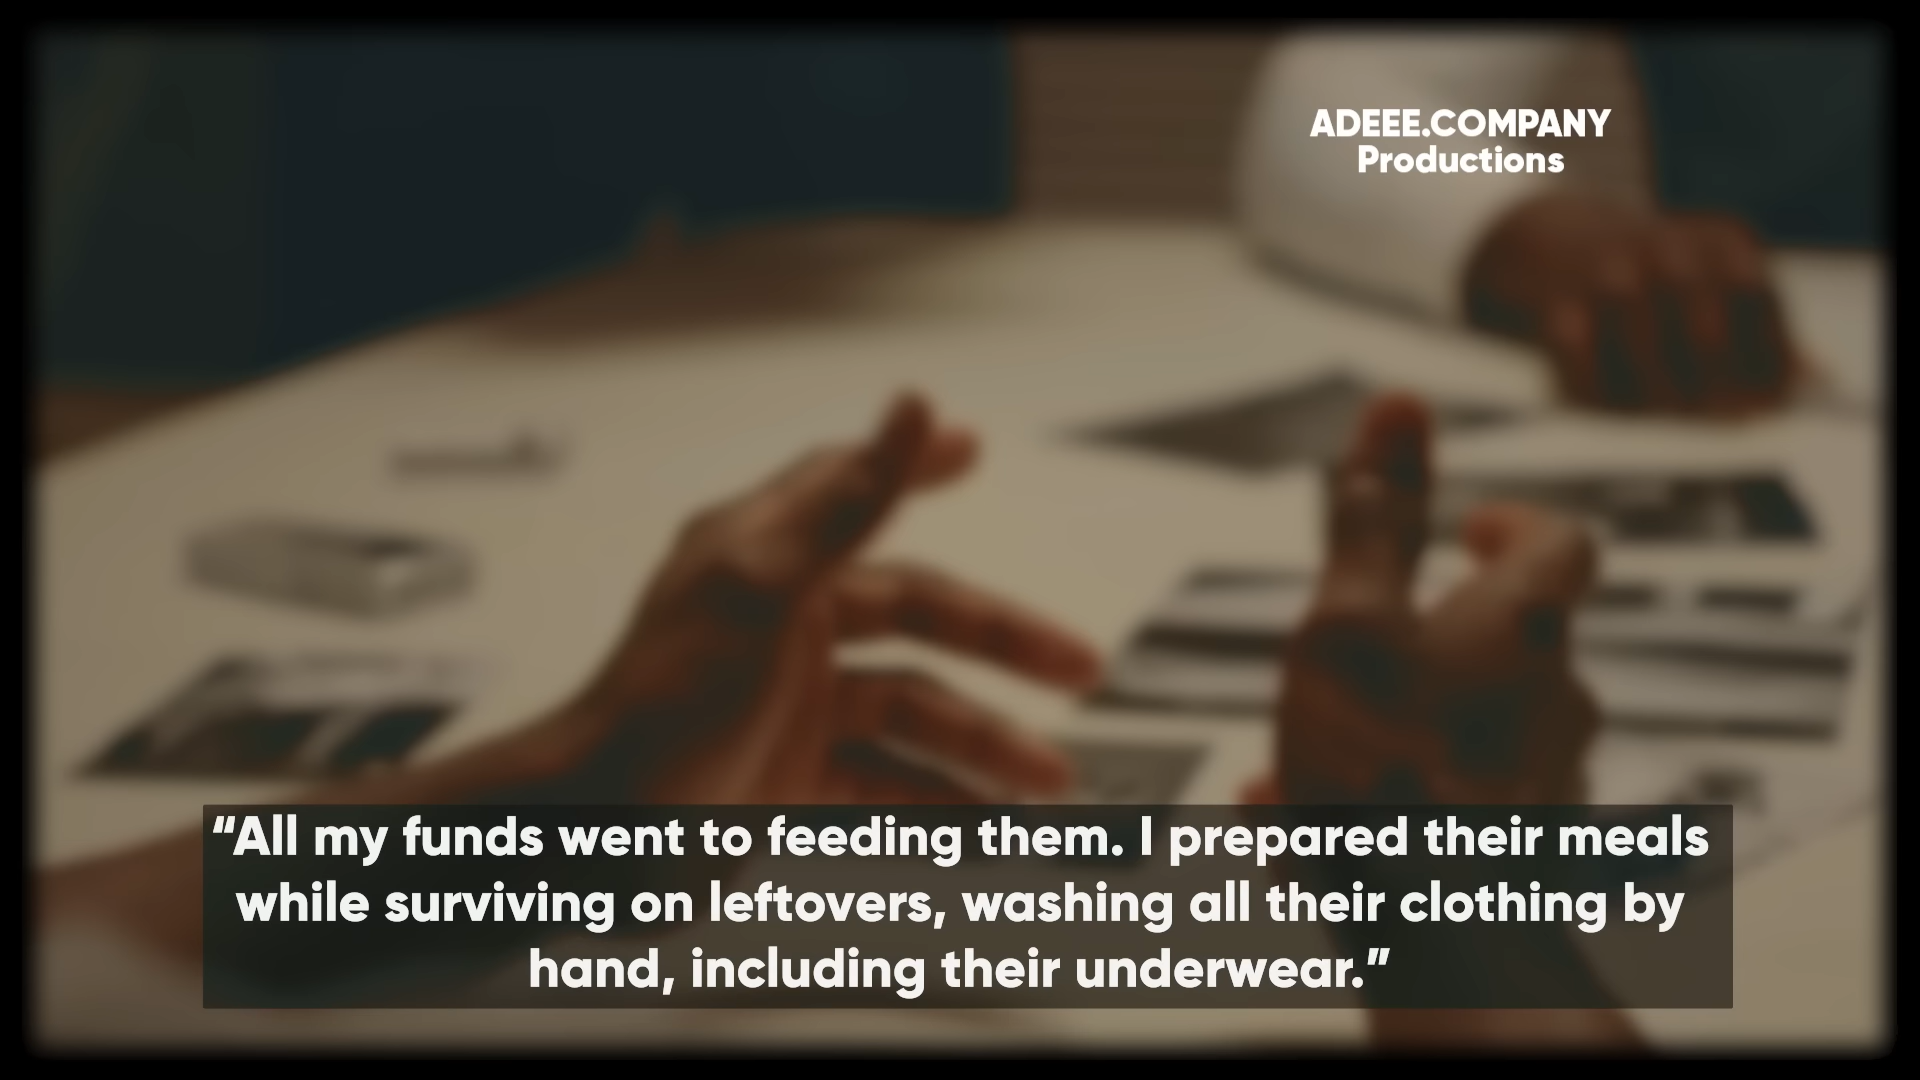 ADEEE.COMPANY
Productions
“All my funds went to feeding them. I prepared their meals
while surviving on leftovers, washing all their clothing by
hand, including their underwear.”